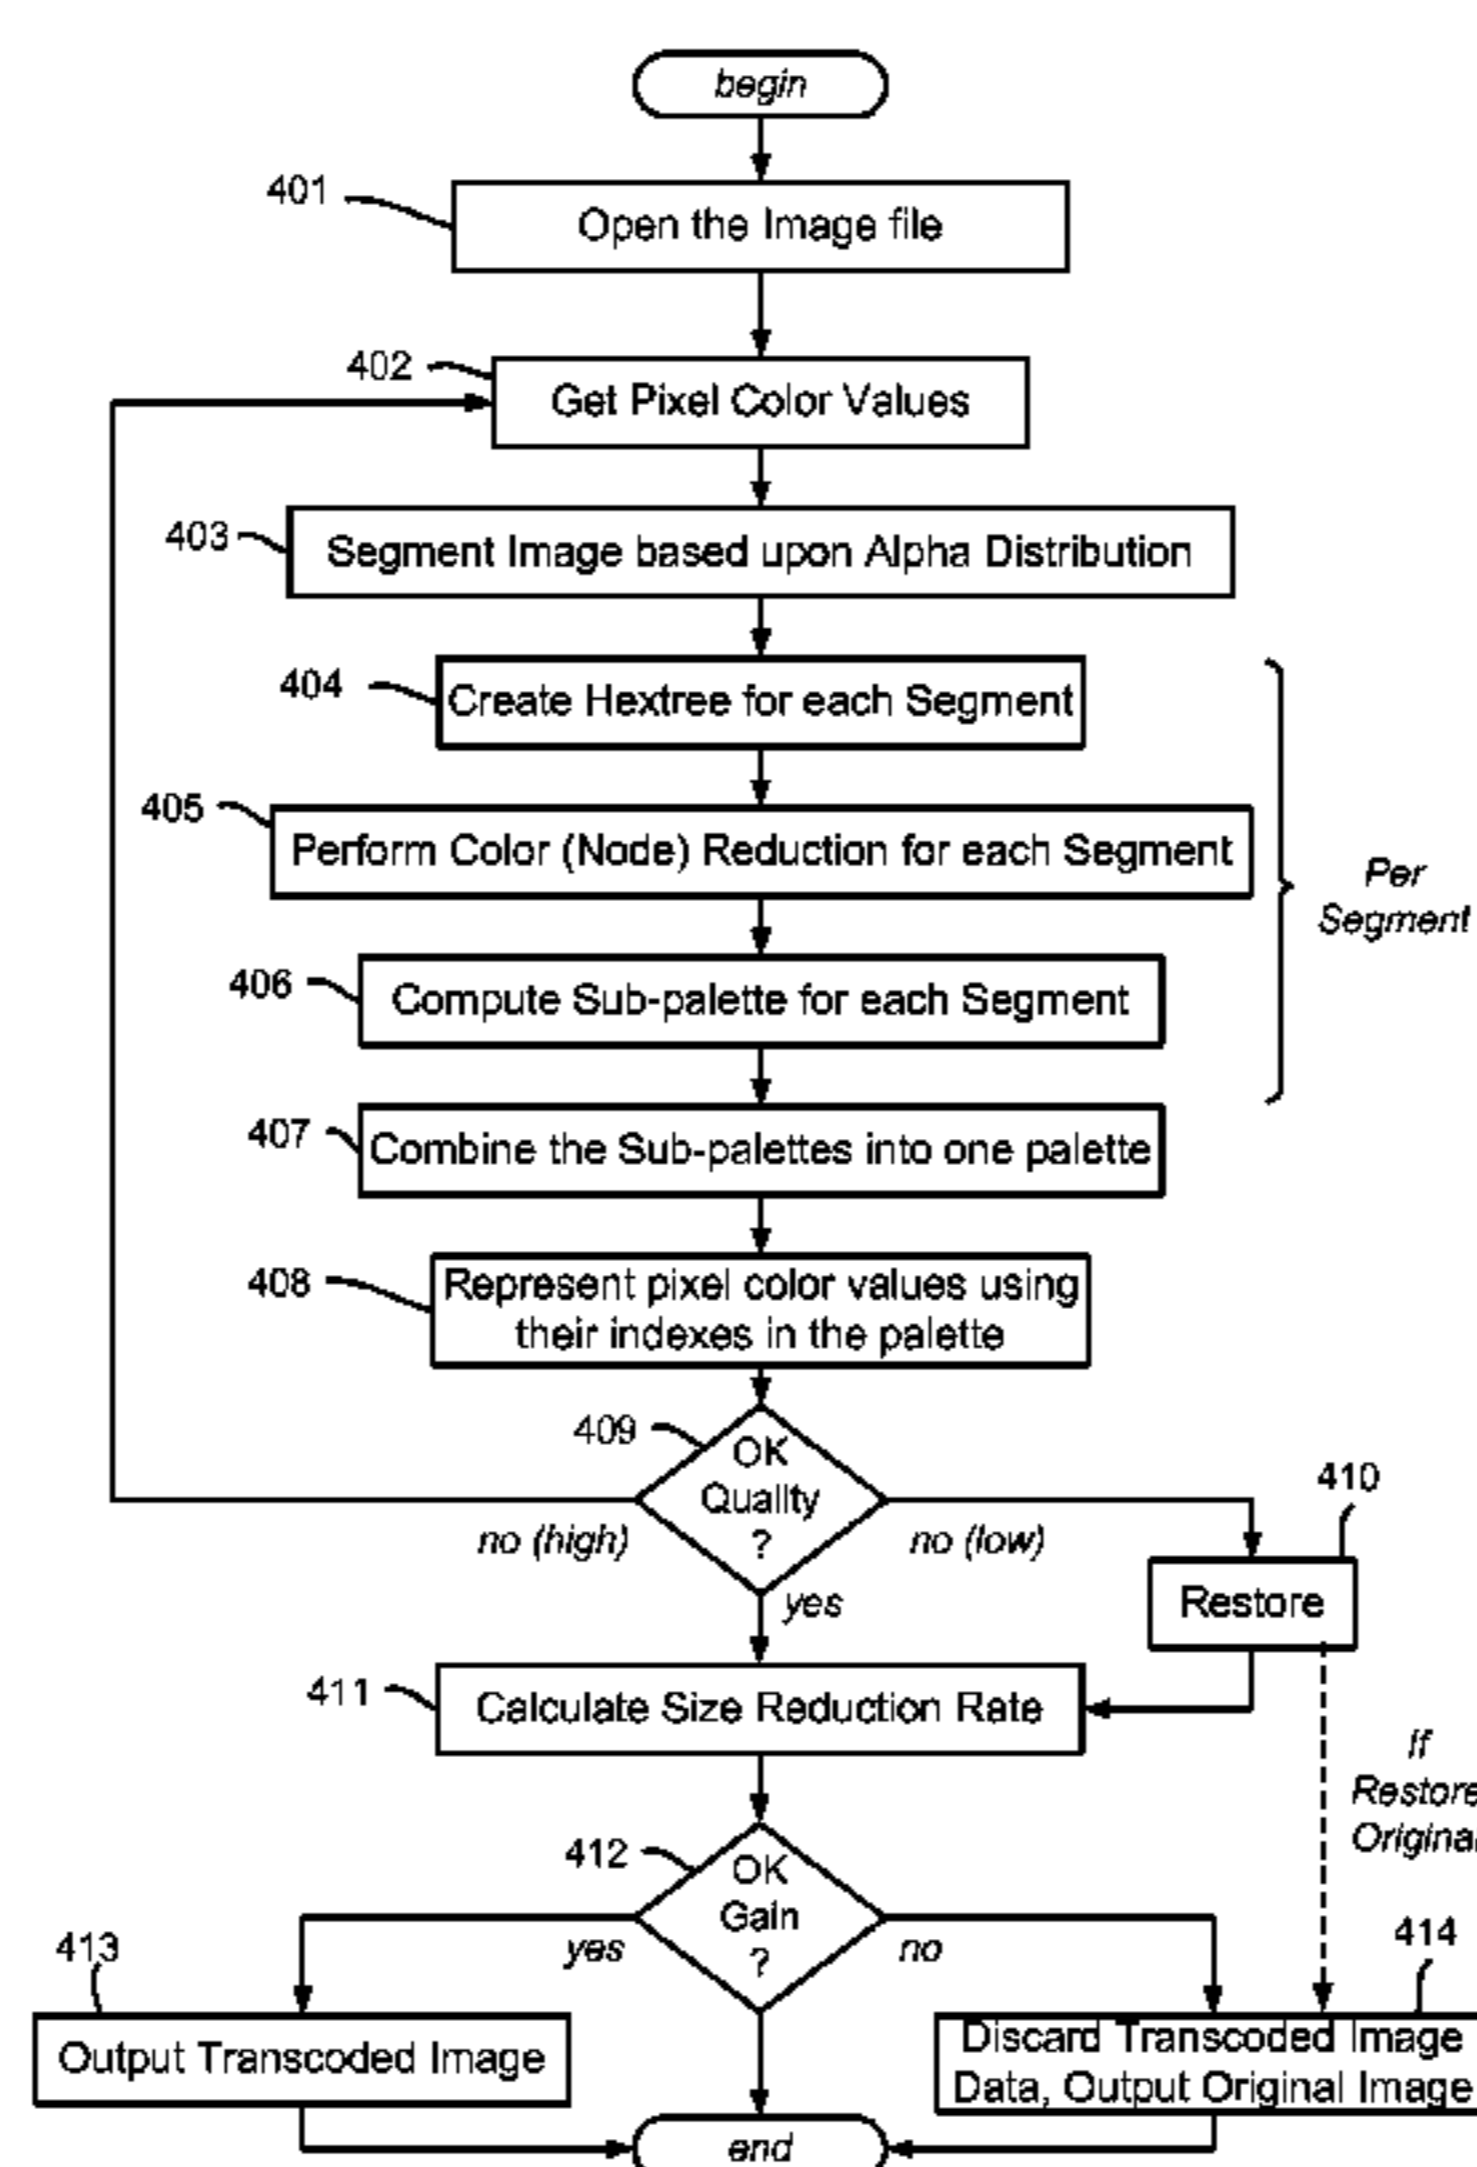 begin
401
Open the Image file
402
Get Pixel Color Values
403
Segment Image based upon Alpha Distribution
404
Create Hextree for each Segment
405
Perform Color (Node) Reduction for each Segment
Per
Segment
406
Compute Sub-palette for each Segment
407
Combine the Sub-palettes into one palette
408
Represent pixel color values using
their indexes in the palette
409
OK
Quality
?
no (high)
no (low)
yes
410
Restore
411
Calculate Size Reduction Rate
If
Restore
Original
412
OK
Gain
?
yes
no
413
Output Transcoded Image
414
Discard Transcoded Image
Data, Output Original Image
end